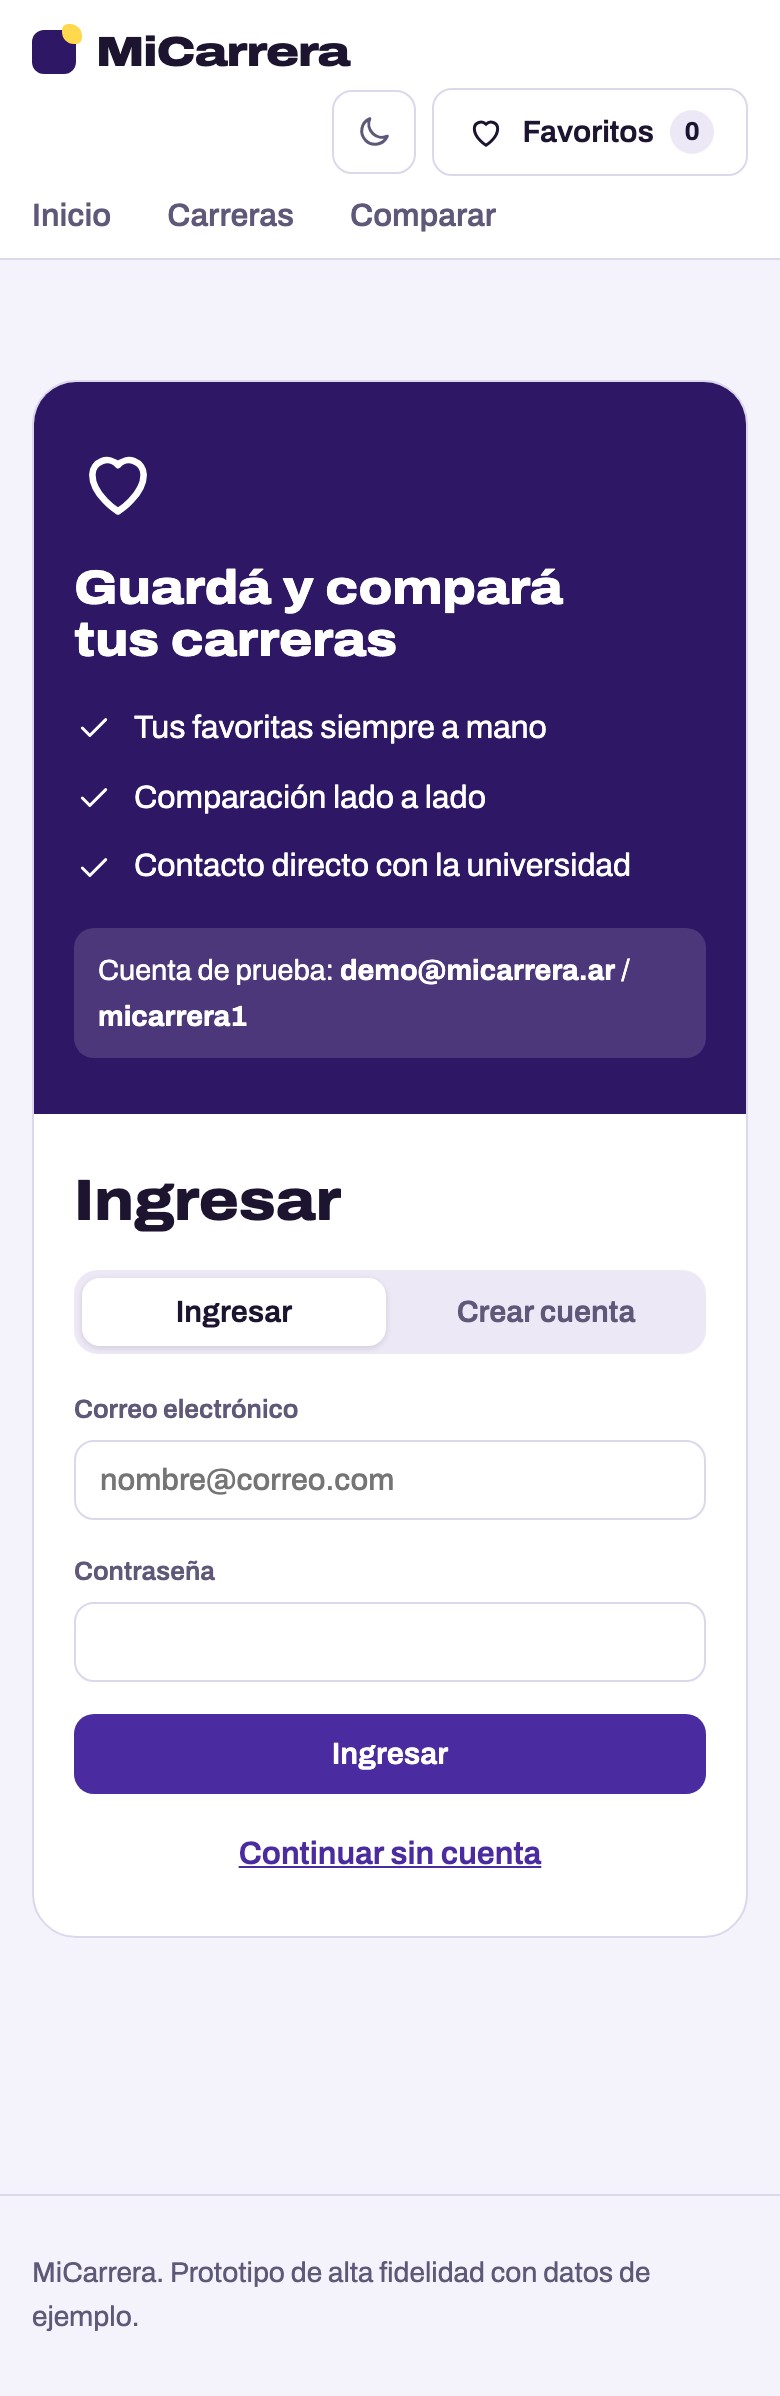 MiCarrera
Favoritos 0
Inicio Carreras Comparar
Guardá y compará
tus carreras
Tus favoritas siempre a mano
Comparación lado a lado
Contacto directo con la universidad
Cuenta de prueba: demo@micarrera.ar /
micarrera1
Ingresar
Ingresar Crear cuenta
Correo electrónico
nombre@correo.com
Contraseña
Ingresar
Continuar sin cuenta
MiCarrera. Prototipo de alta fidelidad con datos de
ejemplo.